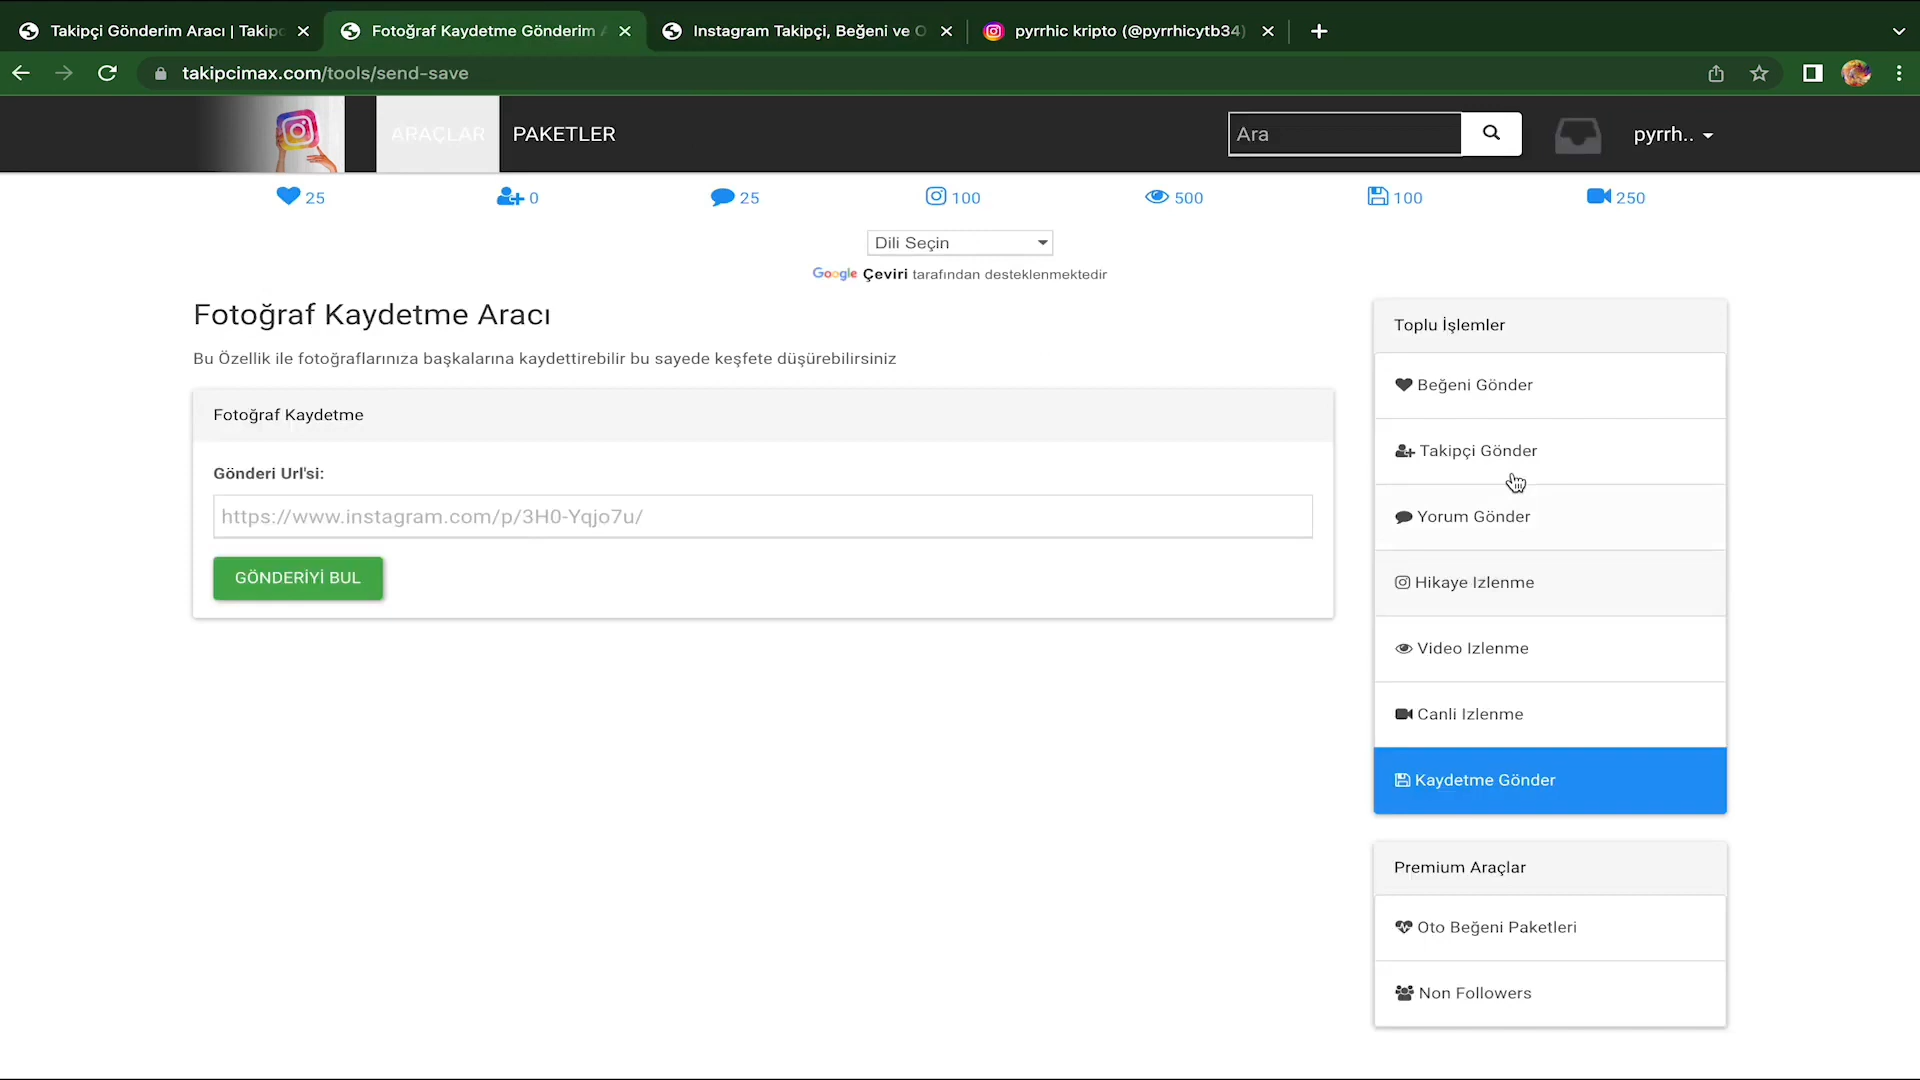 Takipçi Gönderim Aracı | Takip
Fotoğraf Kaydetme Gönderim A
Instagram Takipçi, Beğeni ve O
pyrrhic kripto (@pyrrhicytb34)
takipcimax.com/tools/send-save
ARAÇLAR
PAKETLER
Ara
pyrrh..
25
0
25
100
500
100
250
Dili Seçin
Google Çeviri tarafından desteklenmektedir
Fotoğraf Kaydetme Aracı
Bu Özellik ile fotoğraflarınıza başkalarına kaydettirebilir bu sayede keşfete düşürebilirsiniz
Fotoğraf Kaydetme
Gönderi Url'si:
https://www.instagram.com/p/3H0-Yqjo7u/
GÖNDERİYİ BUL
Toplu İşlemler
Beğeni Gönder
Takipçi Gönder
Yorum Gönder
Hikaye Izlenme
Video Izlenme
Canli Izlenme
Kaydetme Gönder
Premium Araçlar
Oto Beğeni Paketleri
Non Followers